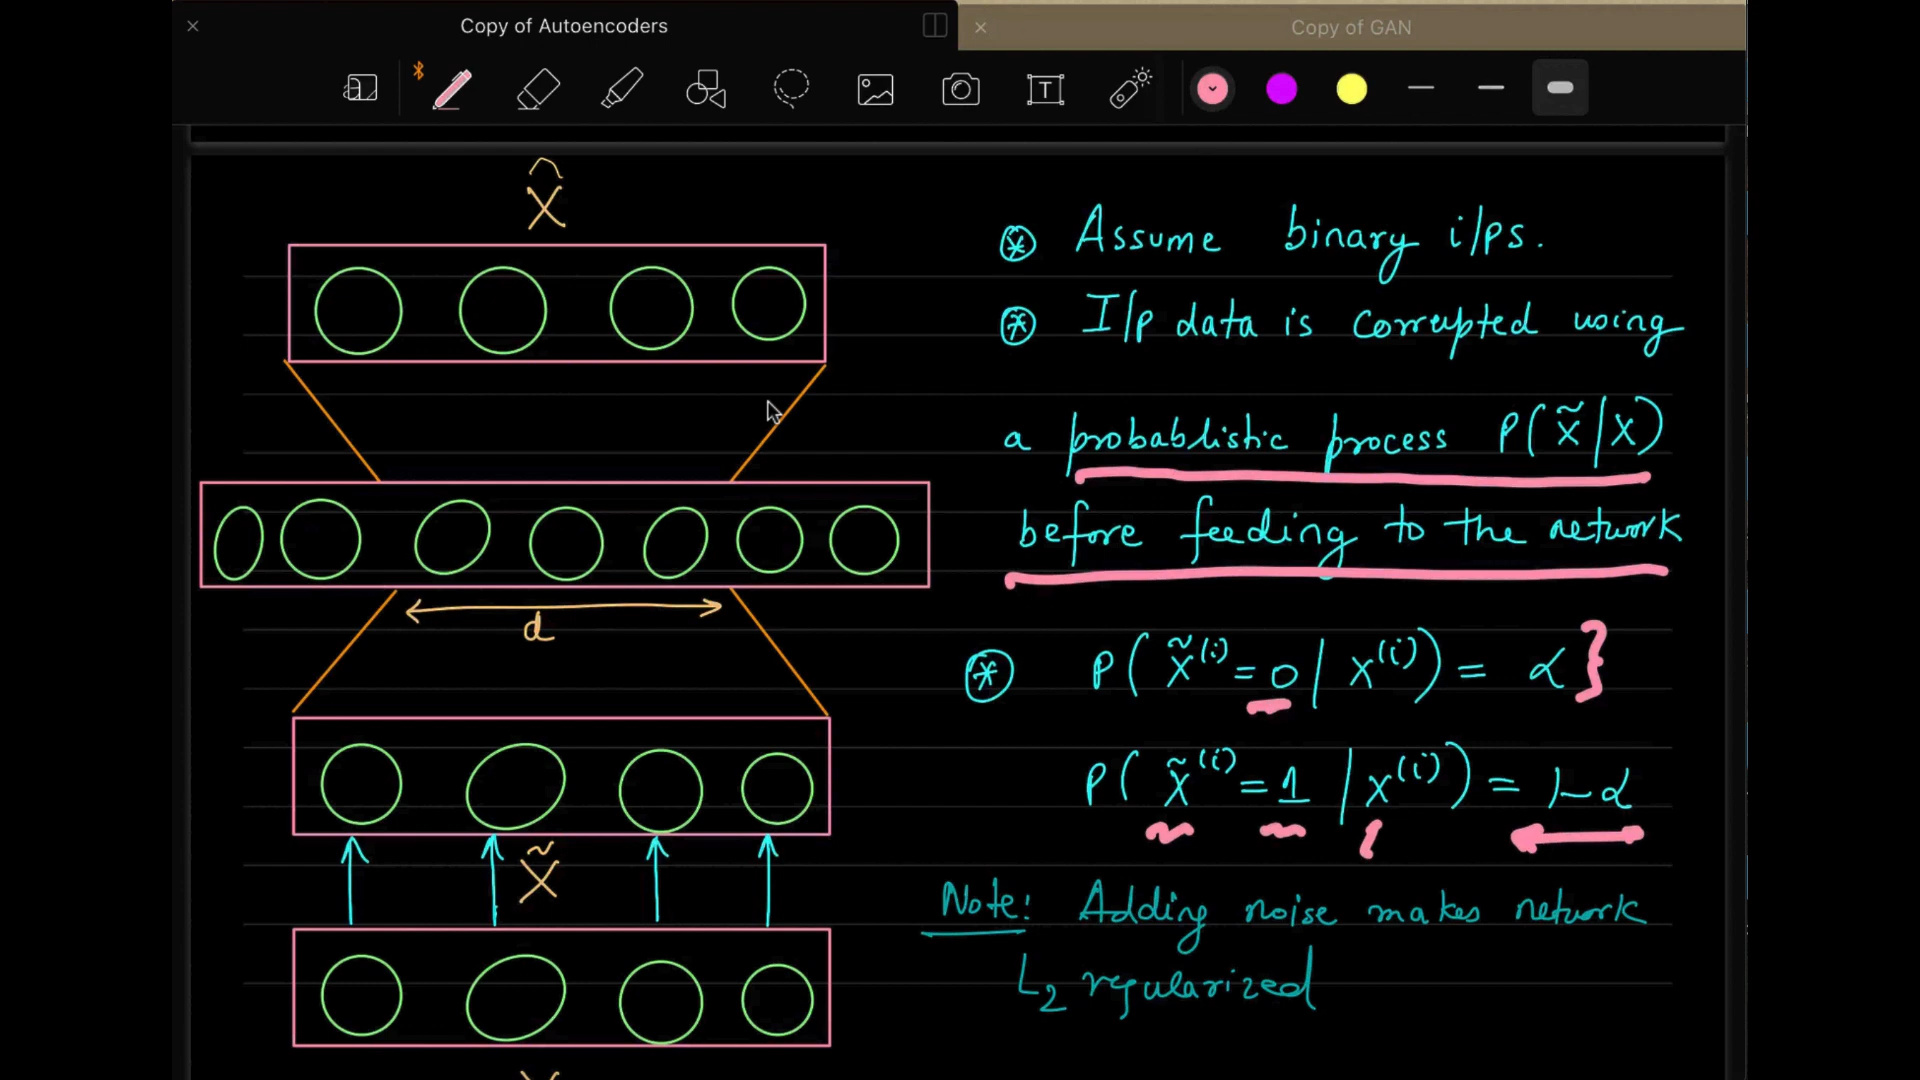 Copy of Autoencoders
Copy of GAN
X̂
d
X̃
⊛ Assume binary i/ps.
⊛ I/p data is corrupted using
a probablistic process P(x̃|X)
before feeding to the network
⊛ P(x̃⁽ⁱ⁾=0|x⁽ⁱ⁾)= α}
P(x̃⁽ⁱ⁾=1|x⁽ⁱ⁾)= 1-α
Note: Adding noise makes network
L₂ regularized